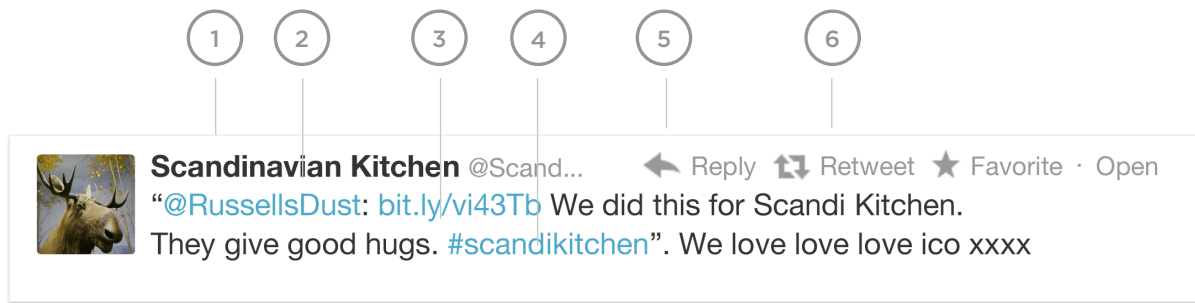 1 2 3 4 5 6
Scandinavian Kitchen @Scand... Reply Retweet Favorite · Open
“@RussellsDust: bit.ly/vi43Tb We did this for Scandi Kitchen.
They give good hugs. #scandikitchen”. We love love love ico xxxx